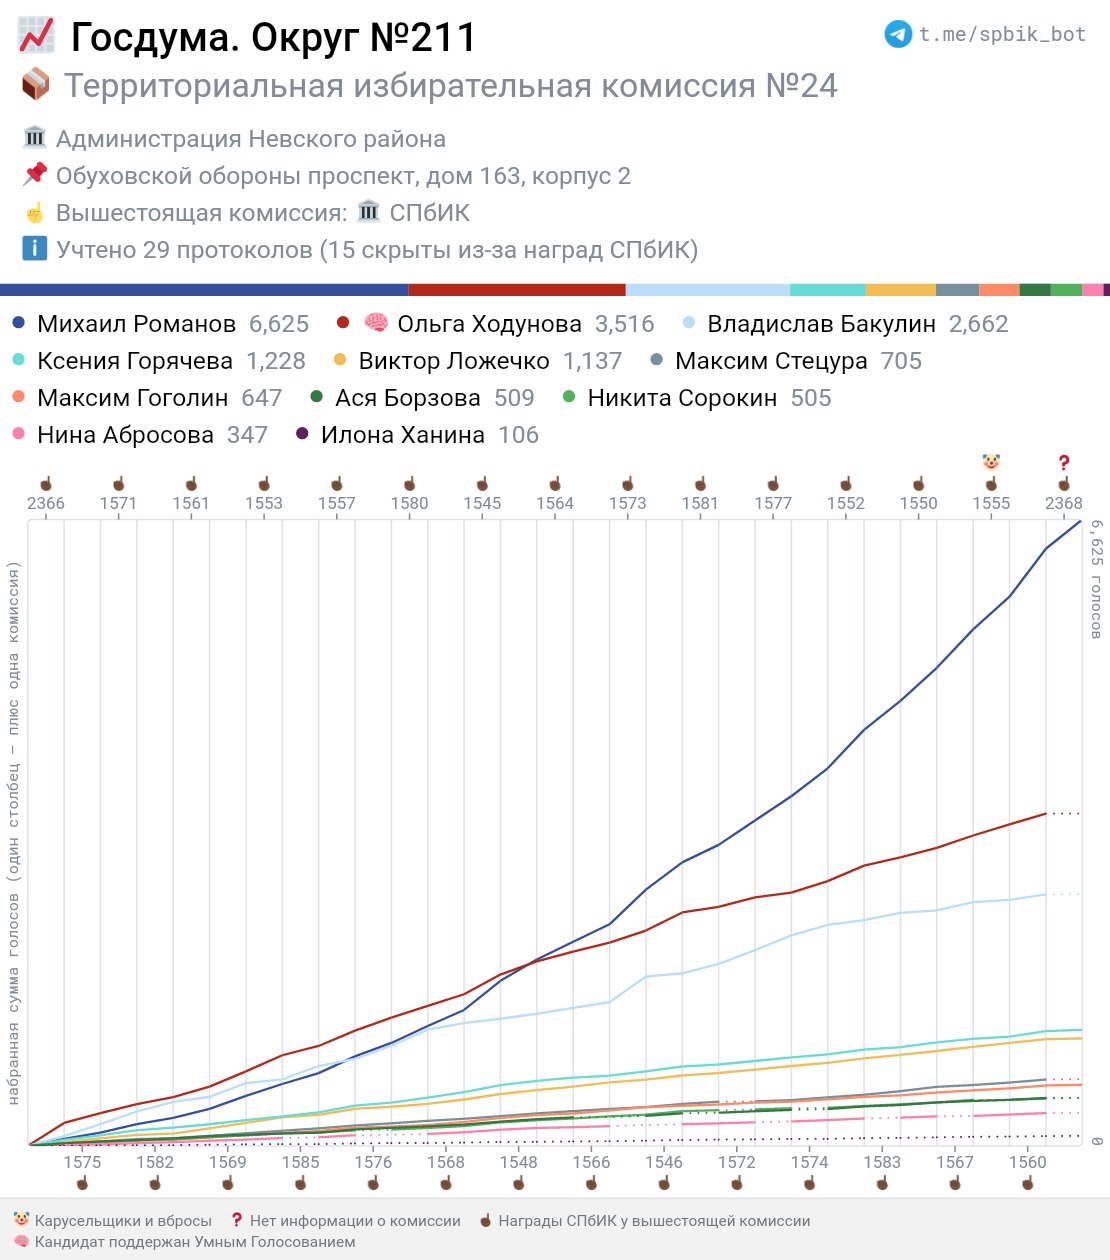 Госдума. Округ №211
t.me/spbik_bot
Территориальная избирательная комиссия №24
Администрация Невского района
Обуховской обороны проспект, дом 163, корпус 2
Вышестоящая комиссия: СПбИК
Учтено 29 протоколов (15 скрыты из-за наград СПбИК)
Михаил Романов 6,625 Ольга Ходунова 3,516 Владислав Бакулин 2,662
Ксения Горячева 1,228 Виктор Ложечко 1,137 Максим Стецура 705
Максим Гоголин 647 Ася Борзова 509 Никита Сорокин 505
Нина Абросова 347 Илона Ханина 106
2366 1571 1561 1553 1557 1580 1545 1564 1573 1581 1577 1552 1550 1555 2368
набранная сумма голосов (один столбец — плюс одна комиссия)
6,625 голосов
0
1575 1582 1569 1585 1576 1568 1548 1566 1546 1572 1574 1583 1567 1560
Карусельщики и вбросы ? Нет информации о комиссии Награды СПбИК у вышестоящей комиссии
Кандидат поддержан Умным Голосованием